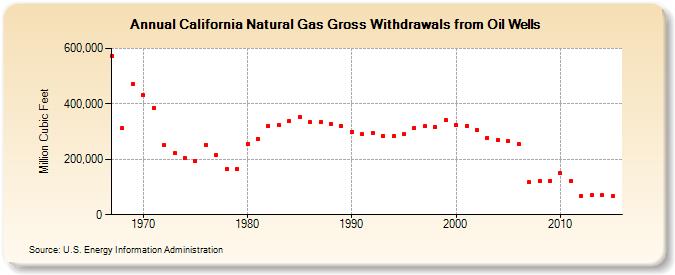 Annual California Natural Gas Gross Withdrawals from Oil Wells
Million Cubic Feet
600,000
400,000
200,000
0
1970 1980 1990 2000 2010
Source: U.S. Energy Information Administration